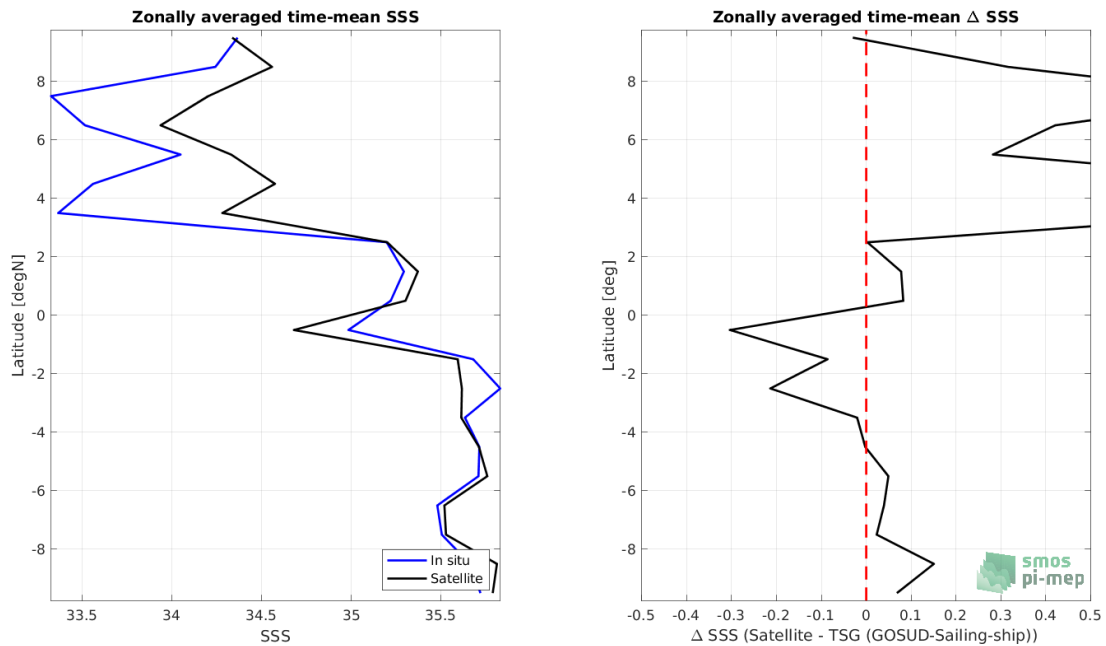 Zonally averaged time-mean SSS
Latitude [degN]
8
6
4
2
0
-2
-4
-6
-8
33.5 34 34.5 35 35.5
SSS
In situ
Satellite
Zonally averaged time-mean Δ SSS
Latitude [deg]
8
6
4
2
0
-2
-4
-6
-8
-0.5 -0.4 -0.3 -0.2 -0.1 0 0.1 0.2 0.3 0.4 0.5
Δ SSS (Satellite - TSG (GOSUD-Sailing-ship))
smos
pi-mep